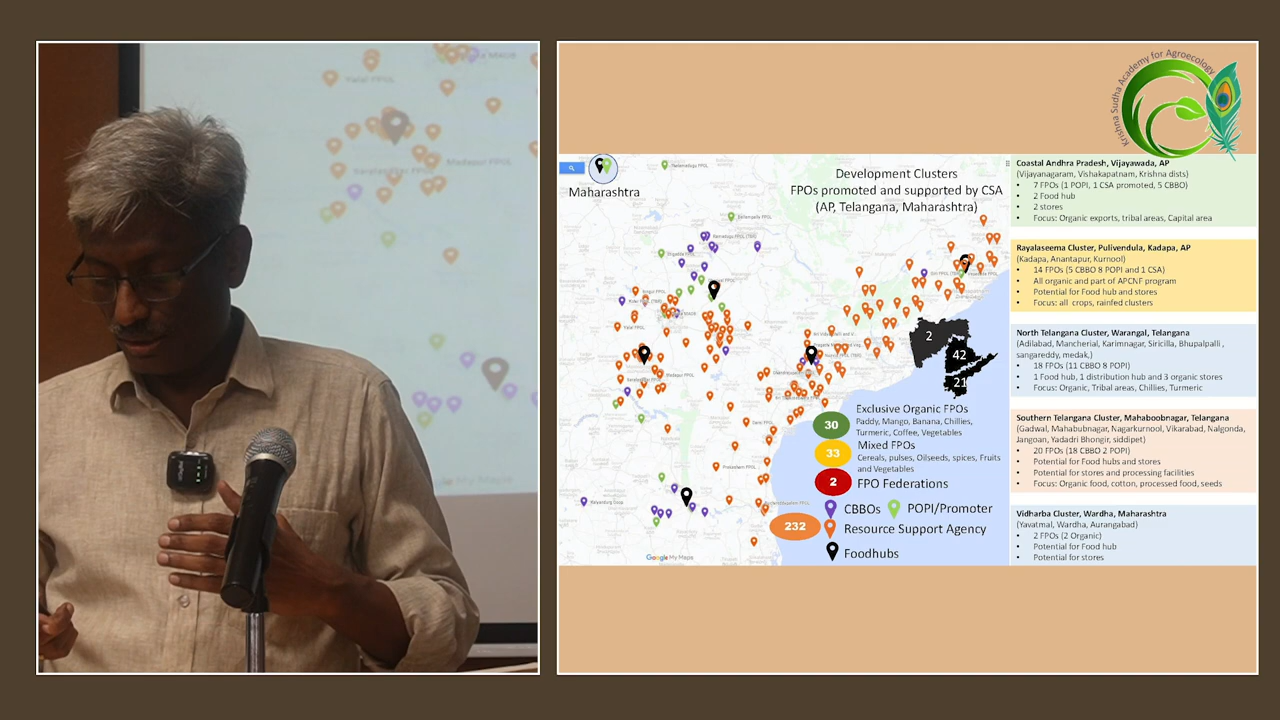 Krishna Sudha Academy for Agroecology
Maharashtra
Development Clusters
FPOs promoted and supported by CSA
(AP, Telangana, Maharashtra)
2
42
21
30
Exclusive Organic FPOs
Paddy, Mango, Banana, Chillies,
Turmeric, Coffee, Vegetables
33
Mixed FPOs
Cereals, pulses, Oilseeds, spices, Fruits
and Vegetables
2
FPO Federations
CBBOs
POPI/Promoter
232
Resource Support Agency
Foodhubs
Google My Maps
Coastal Andhra Pradesh, Vijayawada, AP
(Vijayanagaram, Vishakapatnam, Krishna dists)
• 7 FPOs (1 POPI, 1 CSA promoted, 5 CBBO)
• 2 Food hub
• 2 stores
• Focus: Organic exports, tribal areas, Capital area
Rayalaseema Cluster, Pulivendula, Kadapa, AP
(Kadapa, Anantapur, Kurnool)
• 14 FPOs (5 CBBO 8 POPI and 1 CSA)
• All organic and part of APCNF program
• Potential for Food hub and stores
• Focus: all crops, rainfed clusters
North Telangana Cluster, Warangal, Telangana
(Adilabad, Mancherial, Karimnagar, Siricilla, Bhupalpalli ,
sangareddy, medak,)
• 18 FPOs (11 CBBO 8 POPI)
• 1 Food hub, 1 distribution hub and 3 organic stores
• Focus: Organic, Tribal areas, Chillies, Turmeric
Southern Telangana Cluster, Mahaboobnagar, Telangana
(Gadwal, Mahabubnagar, Nagarkurnool, Vikarabad, Nalgonda,
Jangoan, Yadadri Bhongir, siddipet)
• 20 FPOs (18 CBBO 2 POPI)
• Potential for Food hubs and stores
• Potential for stores and processing facilities
• Focus: Organic food, cotton, processed food, seeds
Vidharba Cluster, Wardha, Maharashtra
(Yavatmal, Wardha, Aurangabad)
• 2 FPOs (2 Organic)
• Potential for Food hub
• Potential for stores